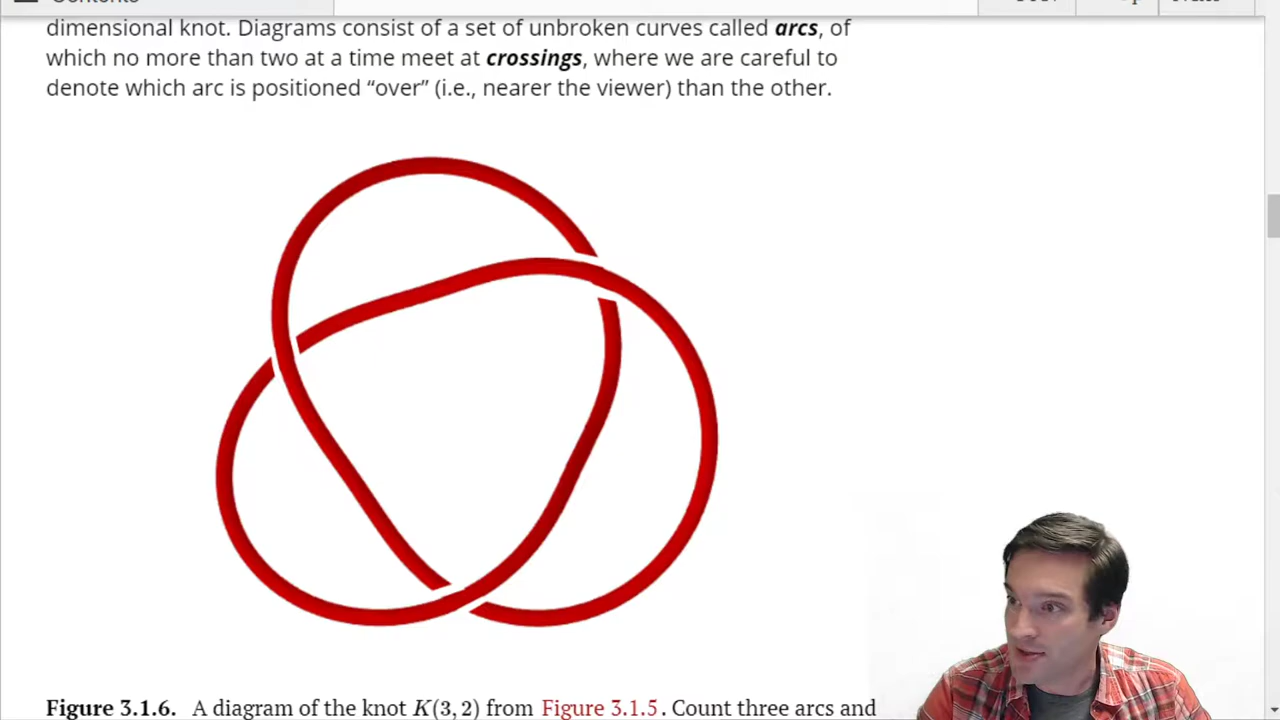 dimensional knot. Diagrams consist of a set of unbroken curves called arcs, of
which no more than two at a time meet at crossings, where we are careful to
denote which arc is positioned “over” (i.e., nearer the viewer) than the other.
Figure 3.1.6. A diagram of the knot K(3, 2) from Figure 3.1.5. Count three arcs and